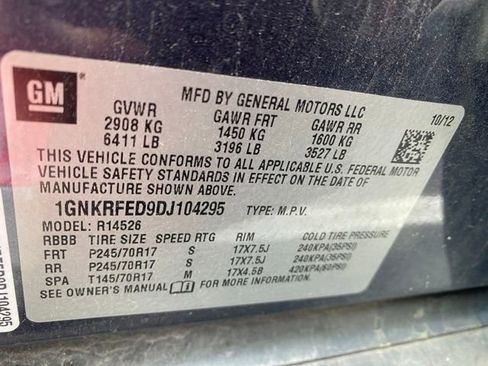 GM
MFD BY GENERAL MOTORS LLC
10/12
GVWR GAWR FRT GAWR RR
2908 KG 1450 KG 1600 KG
6411 LB 3196 LB 3527 LB
THIS VEHICLE CONFORMS TO ALL APPLICABLE U.S. FEDERAL MOTOR
VEHICLE SAFETY STANDARDS IN EFFECT ON THE DATE OF
MANUFACTURE SHOWN ABOVE.
1GNKRFED9DJ104295 TYPE: M.P.V.
MODEL: R14526
RBBB TIRE SIZE SPEED RTG RIM COLD TIRE PRESSURE
FRT P245/70R17 S 17X7.5J 240KPA(35PSI)
RR P245/70R17 S 17X7.5J 240KPA(35PSI)
SPA T145/70R17 M 17X4.5B 420KPA(60PSI)
SEE OWNER'S MANUAL FOR MORE INFORMATION.